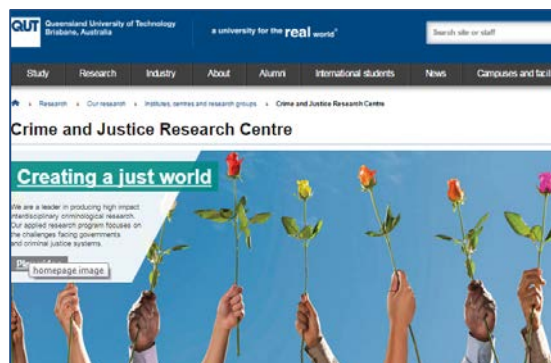 QUT
Queensland University of Technology
Brisbane, Australia
a university for the real world
Search site or staff
Study Research Industry About Alumni International students News Campuses and facil
Research Our research Institutes, centres and research groups Crime and Justice Research Centre
Crime and Justice Research Centre
Creating a just world
We are a leader in producing high impact
interdisciplinary criminological research.
Our applied research program focuses on
the challenges facing governments
and criminal justice systems.
homepage image